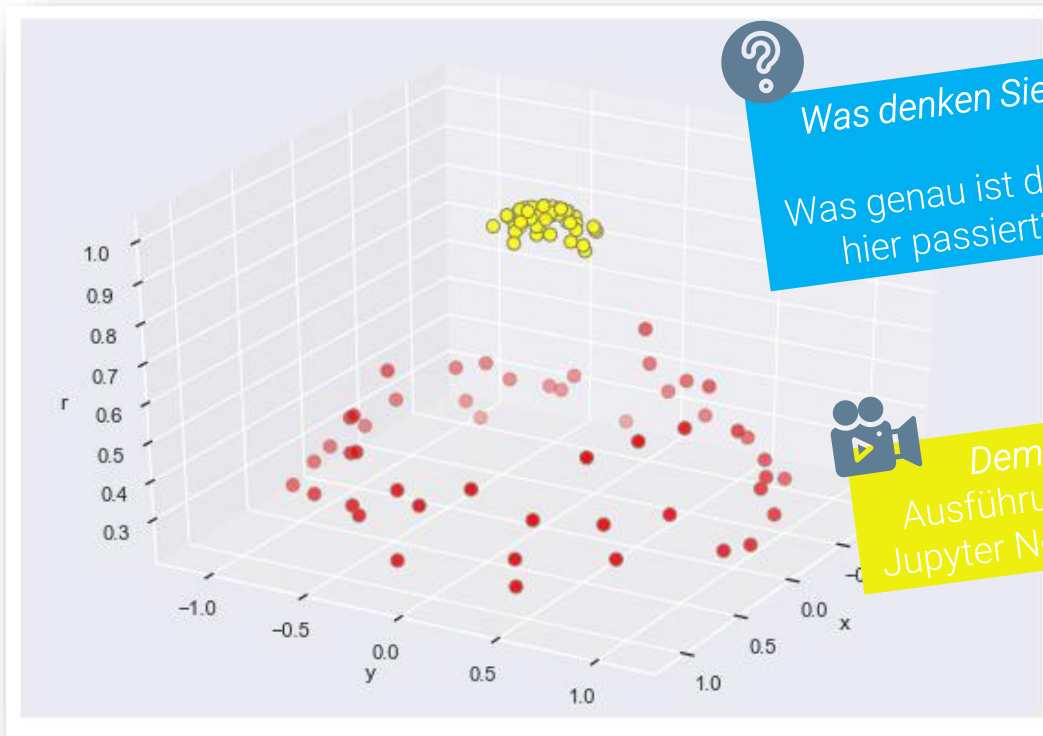 Was denken Sie
Was genau ist d
hier passiert?
1.0
0.9
0.8
0.7
r
0.6
0.5
0.4
0.3
Dem
Ausführu
Jupyter N
−1.0
−0.5
0.0
y
0.5
1.0
0.0
x
0.5
1.0